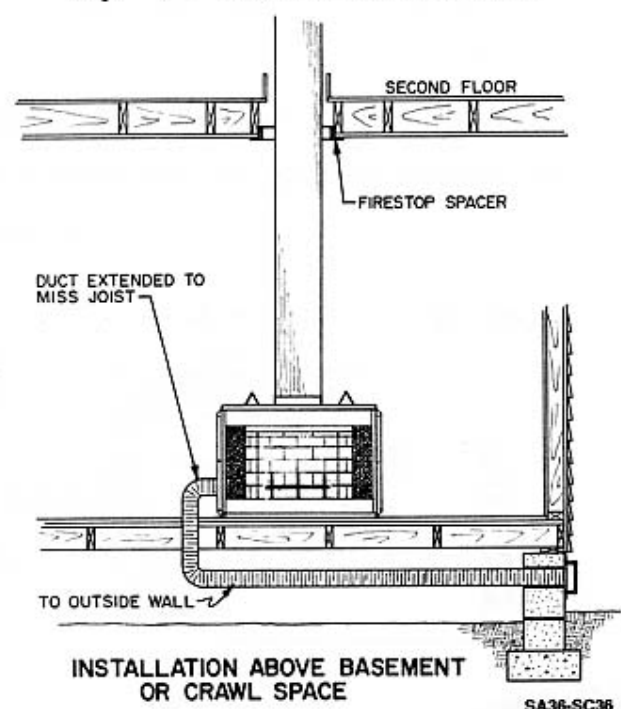 SECOND FLOOR
FIRESTOP SPACER
DUCT EXTENDED TO
MISS JOIST
TO OUTSIDE WALL
INSTALLATION ABOVE BASEMENT
OR CRAWL SPACE
SA36-SC36